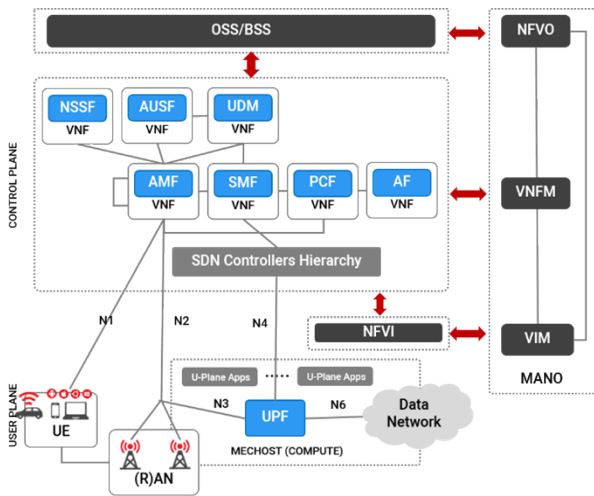 OSS/BSS
NFVO
CONTROL PLANE
NSSF
VNF
AUSF
VNF
UDM
VNF
AMF
VNF
SMF
VNF
PCF
VNF
AF
VNF
VNFM
SDN Controllers Hierarchy
N1
N2
N4
NFVI
VIM
MANO
USER PLANE
U-Plane Apps
U-Plane Apps
N3
UPF
N6
Data
Network
UE
MECHOST (COMPUTE)
(R)AN